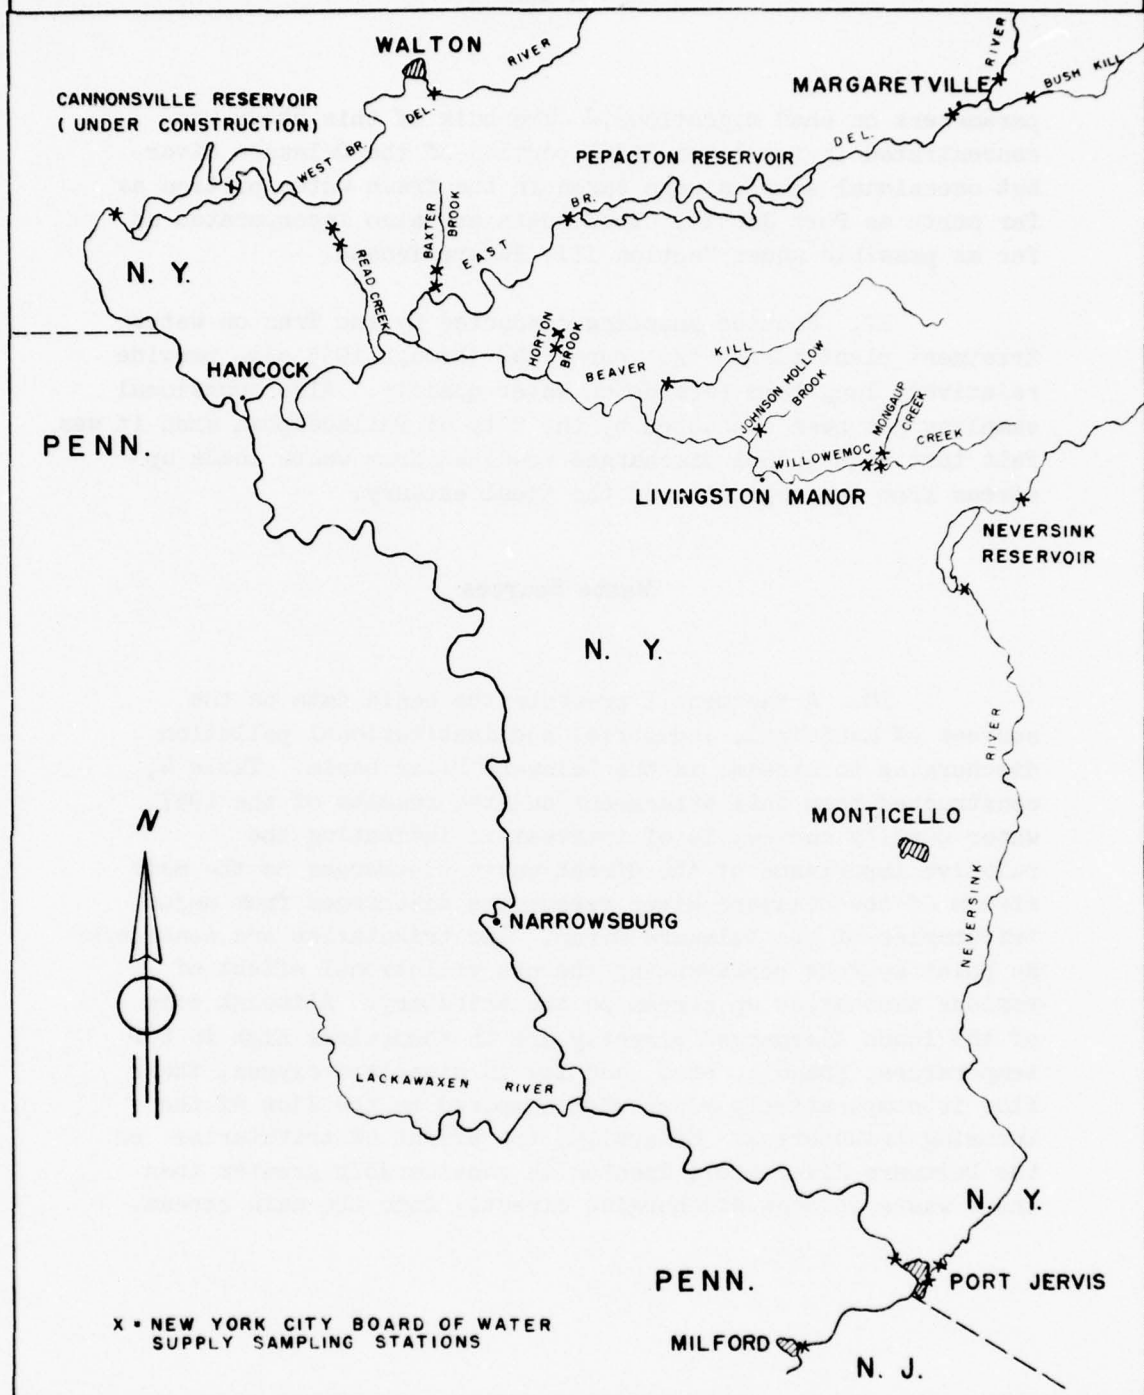 WALTON
RIVER
RIVER
MARGARETVILLE
BUSH KILL
CANNONSVILLE RESERVOIR
(UNDER CONSTRUCTION)
WEST BR. DEL.
PEPACTON RESERVOIR
DEL.
BR.
EAST
BAXTER
BROOK
N. Y.
READ CREEK
HORTON
BROOK
BEAVER KILL
JOHNSON HOLLOW
BROOK
MONGAUP
CREEK
WILLOWEMOC CREEK
HANCOCK
PENN.
LIVINGSTON MANOR
NEVERSINK
RESERVOIR
N. Y.
NEVERSINK RIVER
MONTICELLO
N
NARROWSBURG
LACKAWAXEN RIVER
N. Y.
PENN.
PORT JERVIS
X = NEW YORK CITY BOARD OF WATER
SUPPLY SAMPLING STATIONS
MILFORD
N. J.